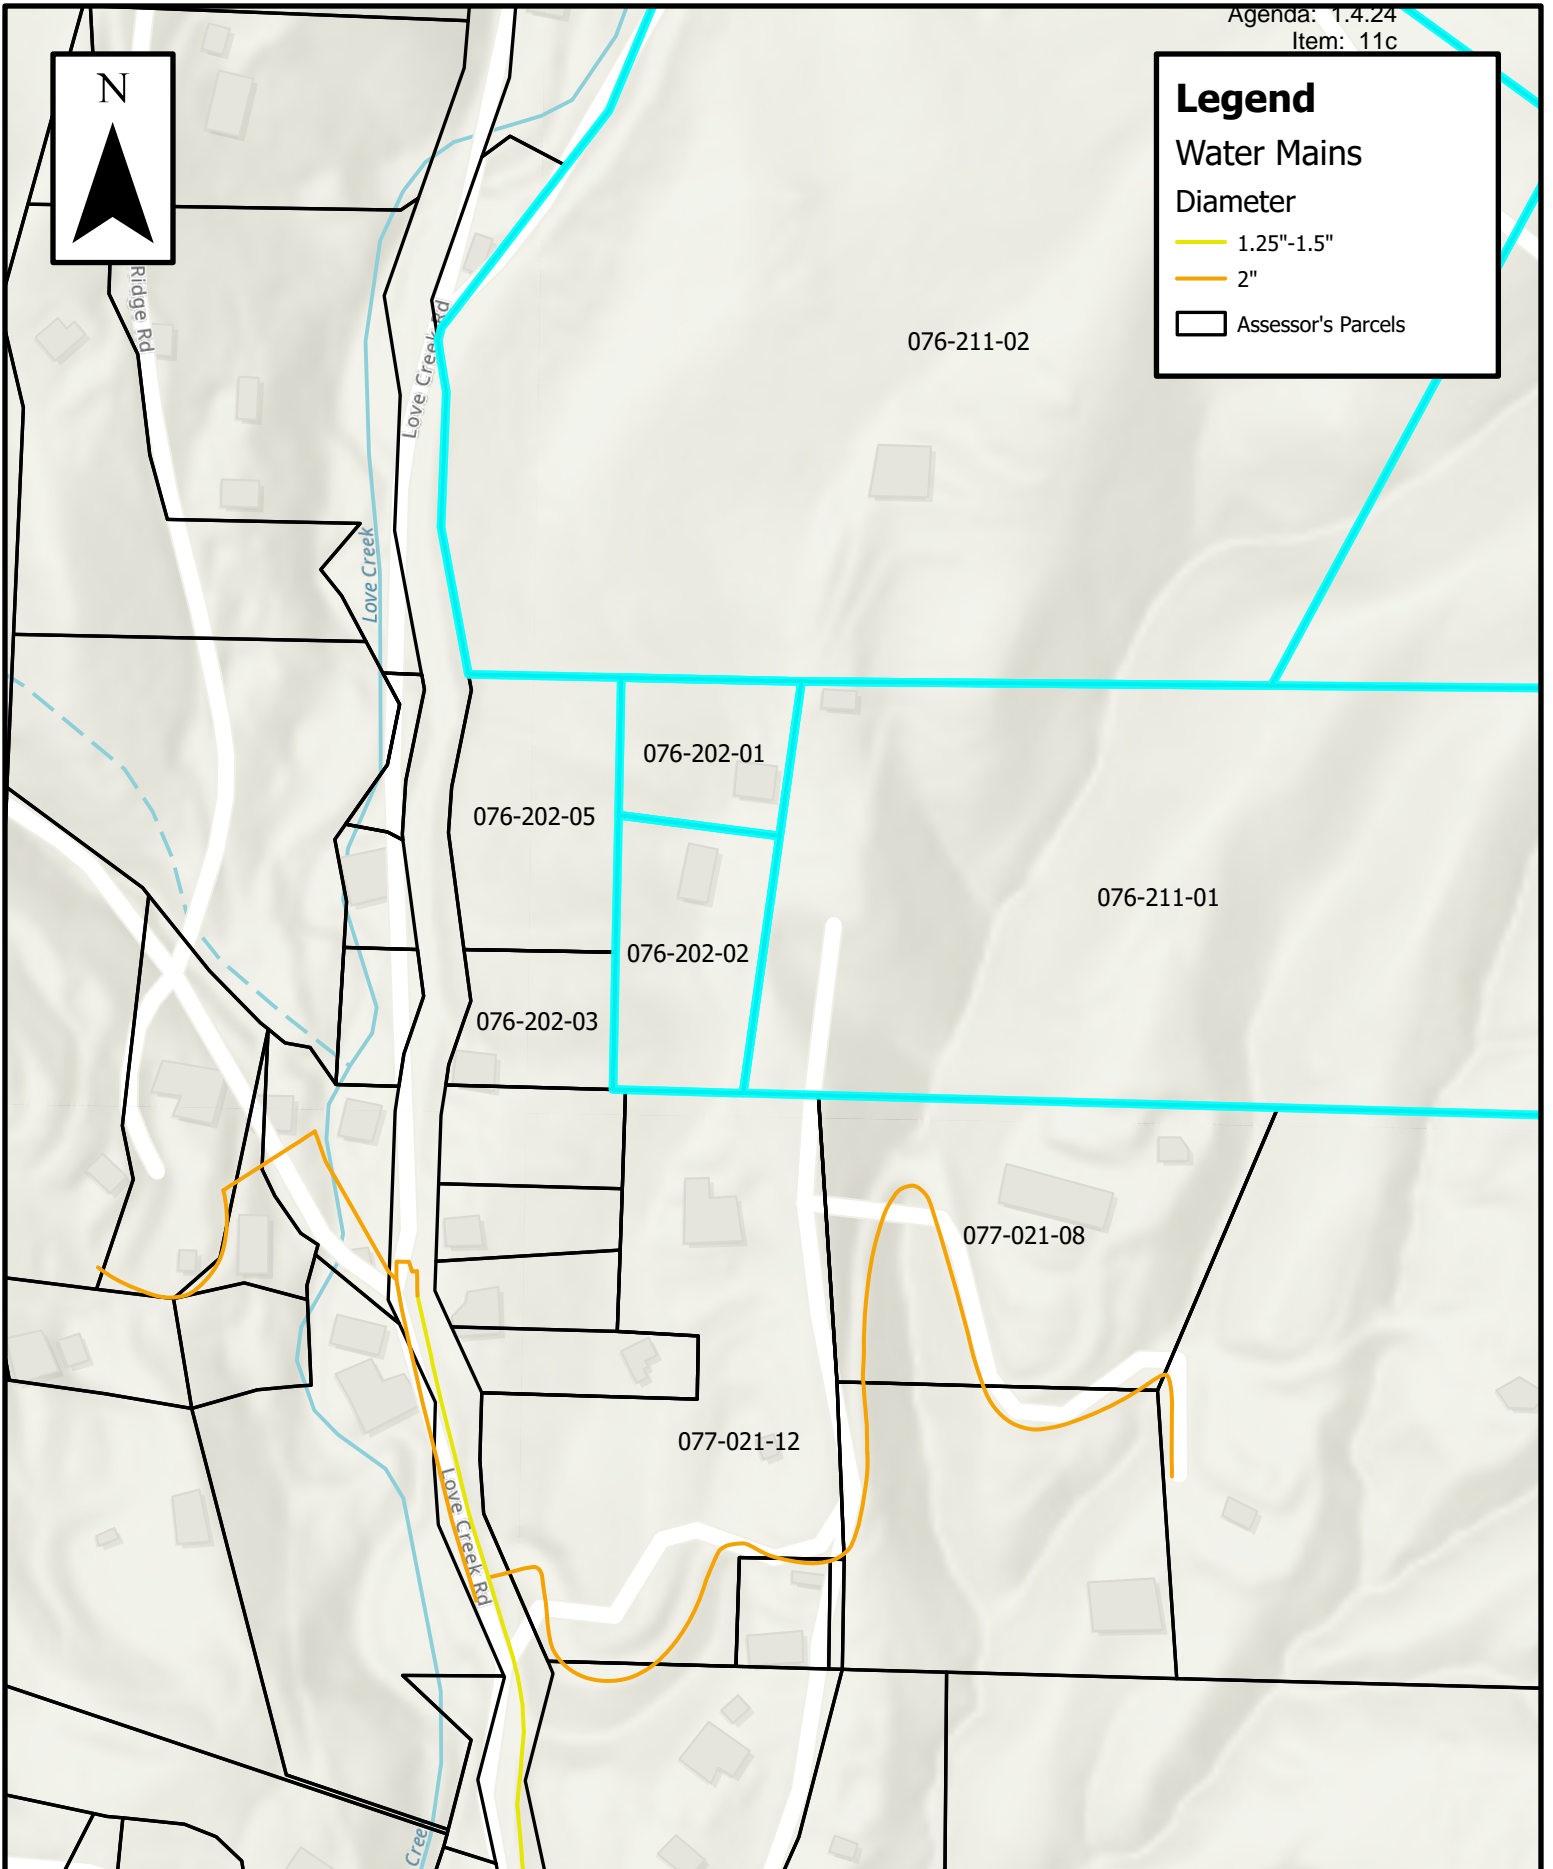 Agenda: 1.4.24
Item: 11c
N
Legend
Water Mains
Diameter
1.25"-1.5"
2"
Assessor's Parcels
Ridge Rd
Love Creek Rd
076-211-02
Love Creek
076-202-01
076-202-05
076-211-01
076-202-02
076-202-03
077-021-08
077-021-12
Love Creek Rd
Cree